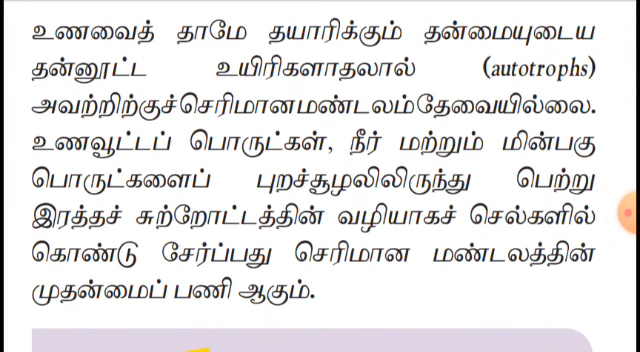 உணவைத் தாமே தயாரிக்கும் தன்மையுடைய
தன்னூட்ட உயிரிகளாதலால் (autotrophs)
அவற்றிற்குச்செரிமானமண்டலம்தேவையில்லை.
உணவூட்டப் பொருட்கள், நீர் மற்றும் மின்பகு
பொருட்களைப் புறச்சூழலிலிருந்து பெற்று
இரத்தச் சுற்றோட்டத்தின் வழியாகச் செல்களில்
கொண்டு சேர்ப்பது செரிமான மண்டலத்தின்
முதன்மைப் பணி ஆகும்.